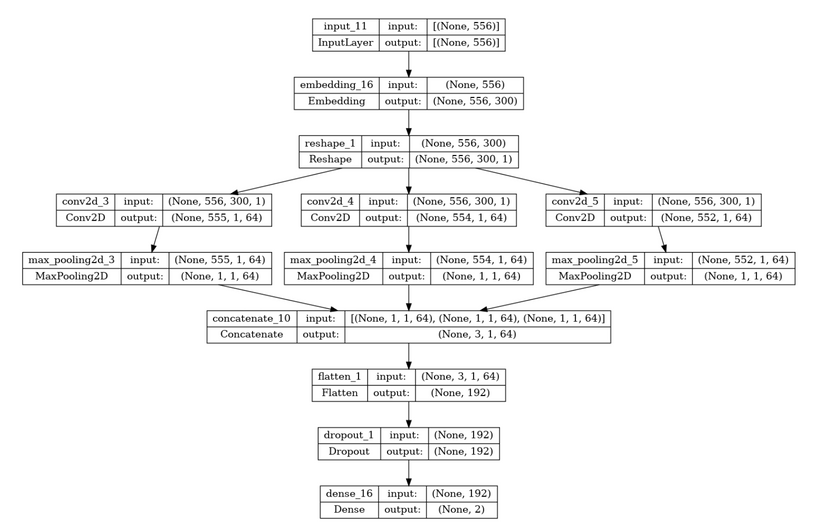 input_11 input: [(None, 556)]
InputLayer output: [(None, 556)]
embedding_16 input: (None, 556)
Embedding output: (None, 556, 300)
reshape_1 input: (None, 556, 300)
Reshape output: (None, 556, 300, 1)
conv2d_3 input: (None, 556, 300, 1)
Conv2D output: (None, 555, 1, 64)
conv2d_4 input: (None, 556, 300, 1)
Conv2D output: (None, 554, 1, 64)
conv2d_5 input: (None, 556, 300, 1)
Conv2D output: (None, 552, 1, 64)
max_pooling2d_3 input: (None, 555, 1, 64)
MaxPooling2D output: (None, 1, 1, 64)
max_pooling2d_4 input: (None, 554, 1, 64)
MaxPooling2D output: (None, 1, 1, 64)
max_pooling2d_5 input: (None, 552, 1, 64)
MaxPooling2D output: (None, 1, 1, 64)
concatenate_10 input: [(None, 1, 1, 64), (None, 1, 1, 64), (None, 1, 1, 64)]
Concatenate output: (None, 3, 1, 64)
flatten_1 input: (None, 3, 1, 64)
Flatten output: (None, 192)
dropout_1 input: (None, 192)
Dropout output: (None, 192)
dense_16 input: (None, 192)
Dense output: (None, 2)